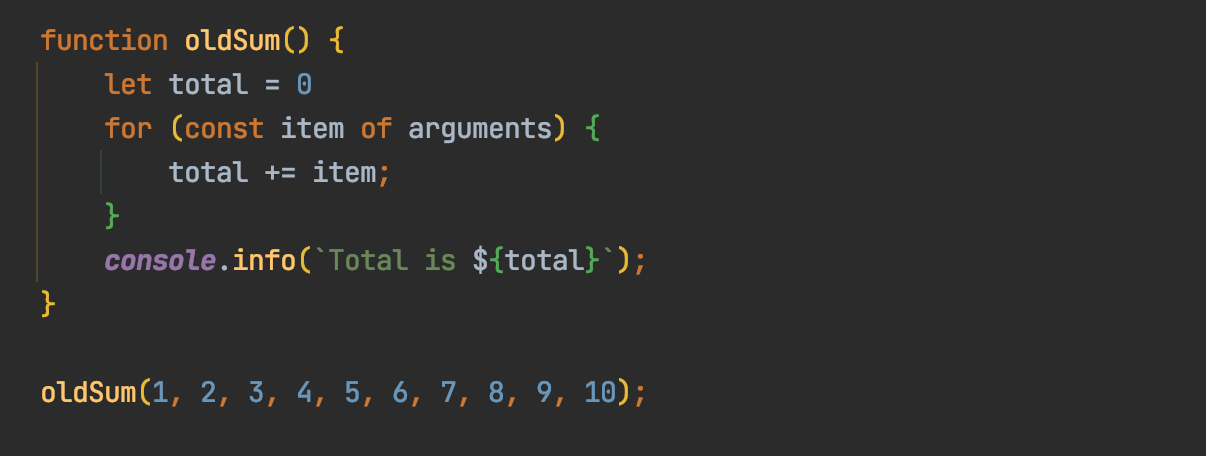 function oldSum() {
    let total = 0
    for (const item of arguments) {
        total += item;
    }
    console.info(`Total is ${total}`);
}

oldSum(1, 2, 3, 4, 5, 6, 7, 8, 9, 10);